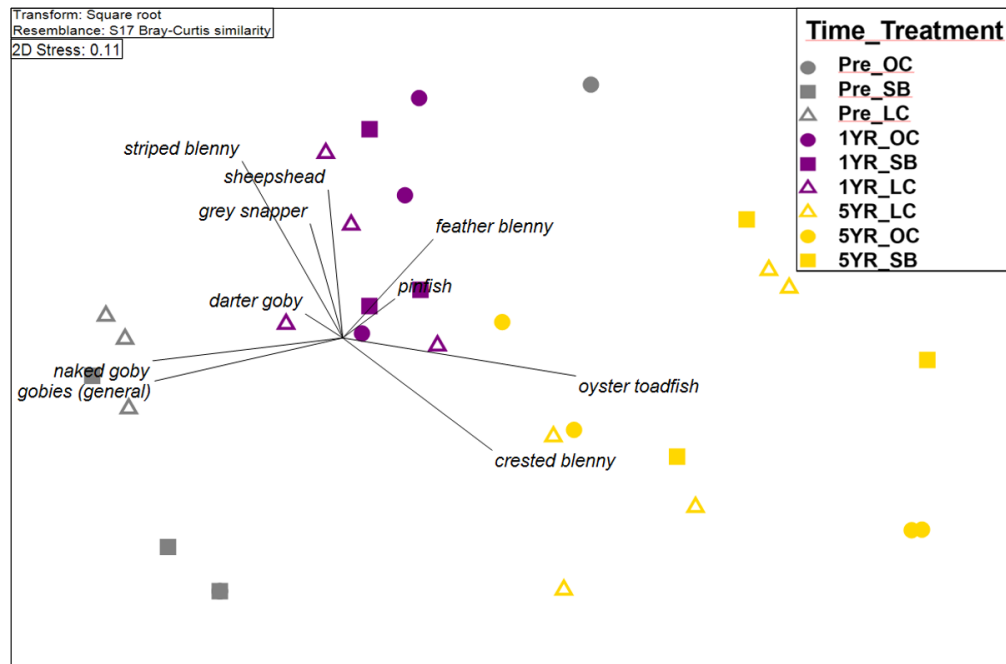 Transform: Square root
Resemblance: S17 Bray-Curtis similarity
2D Stress: 0.11
Time_Treatment
Pre_OC
Pre_SB
Pre_LC
1YR_OC
1YR_SB
1YR_LC
5YR_LC
5YR_OC
5YR_SB
striped blenny
sheepshead
grey snapper
feather blenny
pinfish
darter goby
naked goby
gobies (general)
oyster toadfish
crested blenny